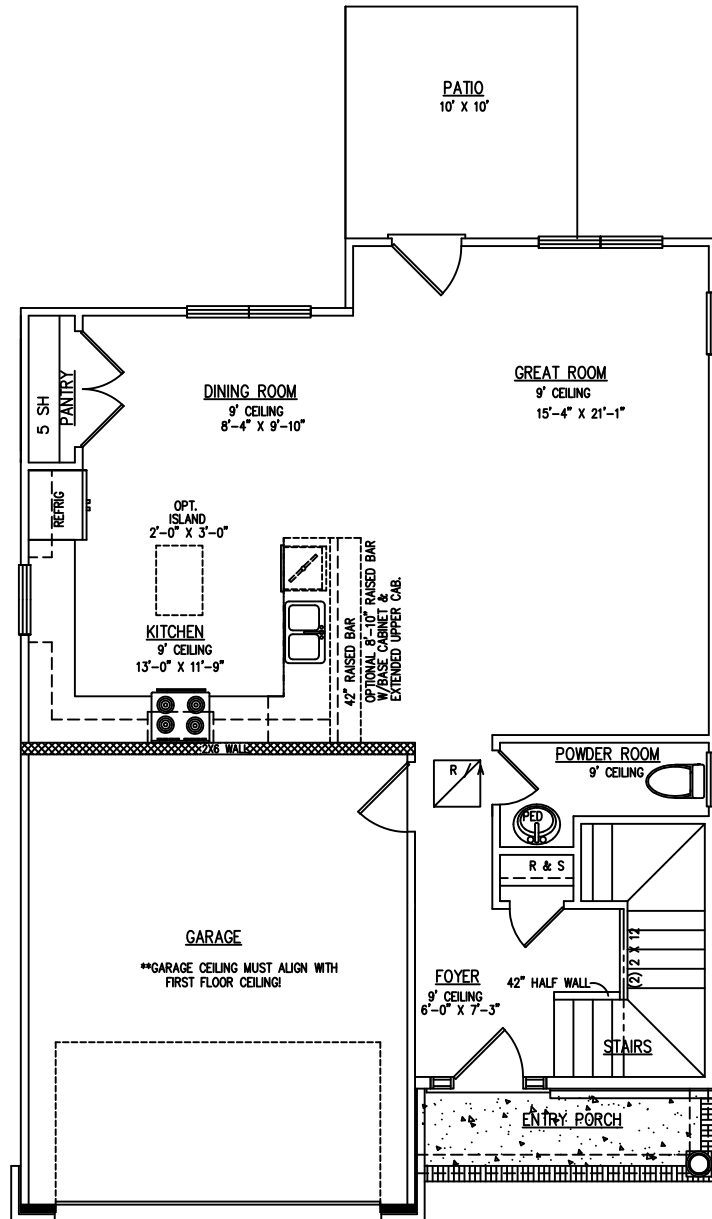 PATIO
10' X 10'
GREAT ROOM
9' CEILING
15'-4" X 21'-1"
DINING ROOM
9' CEILING
8'-4" X 9'-10"
5 SH
PANTRY
REFRIG
OPT.
ISLAND
2'-0" X 3'-0"
KITCHEN
9' CEILING
13'-0" X 11'-9"
42" RAISED BAR
OPTIONAL 8'-10" RAISED BAR
W/BASE CABINET &
EXTENDED UPPER CAB.
2X6 WALL
R/A
POWDER ROOM
9' CEILING
PED
R & S
GARAGE
**GARAGE CEILING MUST ALIGN WITH
FIRST FLOOR CEILING!
FOYER
9' CEILING
6'-0" X 7'-3"
42" HALF WALL
(2) 2 X 12
STAIRS
ENTRY PORCH